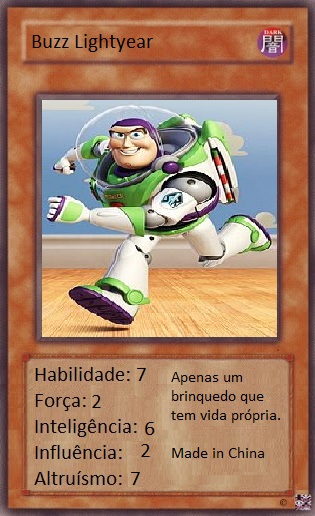 Buzz Lightyear
DARK
闇
Habilidade: 7
Força: 2
Inteligência: 6
Influência: 2
Altruísmo: 7
Apenas um
brinquedo que
tem vida própria.
Made in China
©